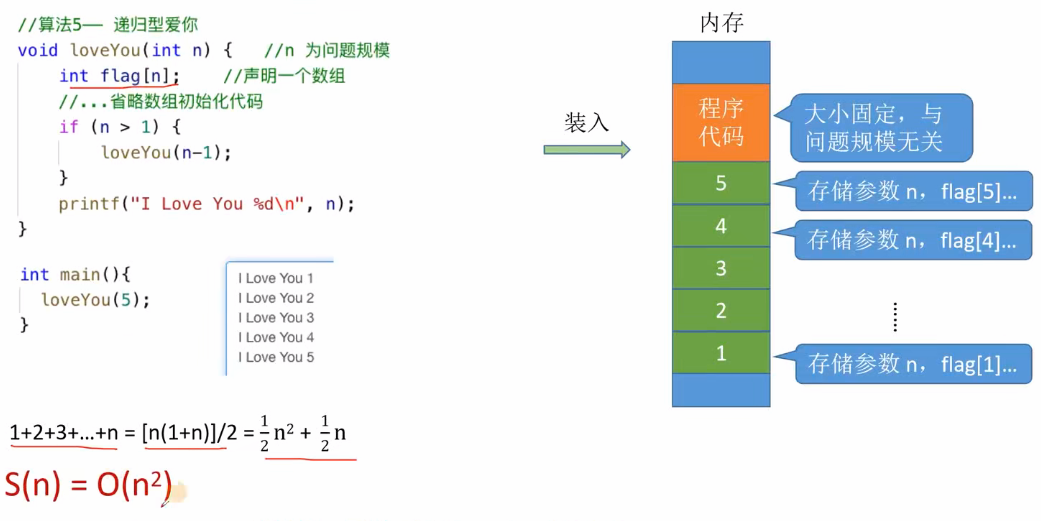 //算法5—— 递归型爱你
void loveYou(int n) {   //n 为问题规模
    int flag[n];    //声明一个数组
    //...省略数组初始化代码
    if (n > 1) {
        loveYou(n-1);
    }
    printf("I Love You %d\n", n);
}
int main(){
  loveYou(5);
}
I Love You 1
I Love You 2
I Love You 3
I Love You 4
I Love You 5
1+2+3+…+n = [n(1+n)]/2 = 1/2 n² + 1/2 n
S(n) = O(n²)
装入
内存
程序
代码
5
4
3
2
1
大小固定，与
问题规模无关
存储参数 n，flag[5]...
存储参数 n，flag[4]...
存储参数 n，flag[1]...